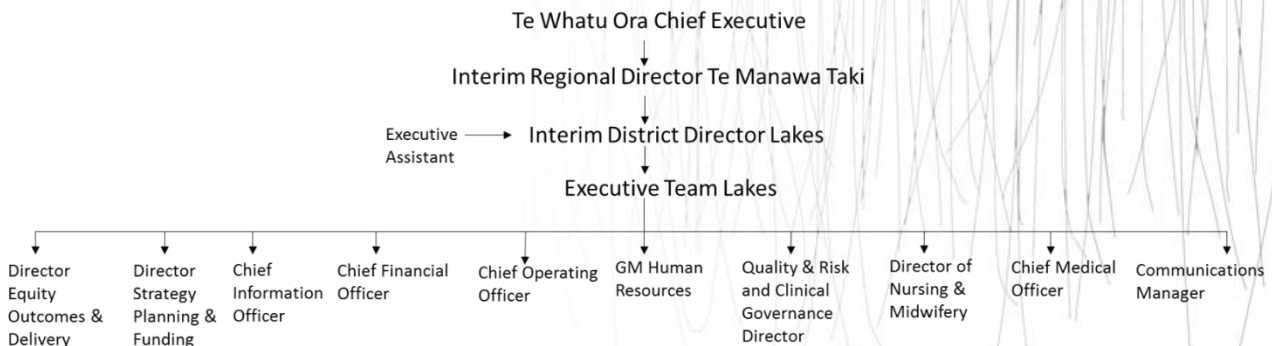 Te Whatu Ora Chief Executive
Interim Regional Director Te Manawa Taki
Executive
Assistant
Interim District Director Lakes
Executive Team Lakes
Director
Equity
Outcomes &
Delivery
Director
Strategy
Planning &
Funding
Chief
Information
Officer
Chief Financial
Officer
Chief Operating
Officer
GM Human
Resources
Quality & Risk
and Clinical
Governance
Director
Director of
Nursing &
Midwifery
Chief Medical
Officer
Communications
Manager